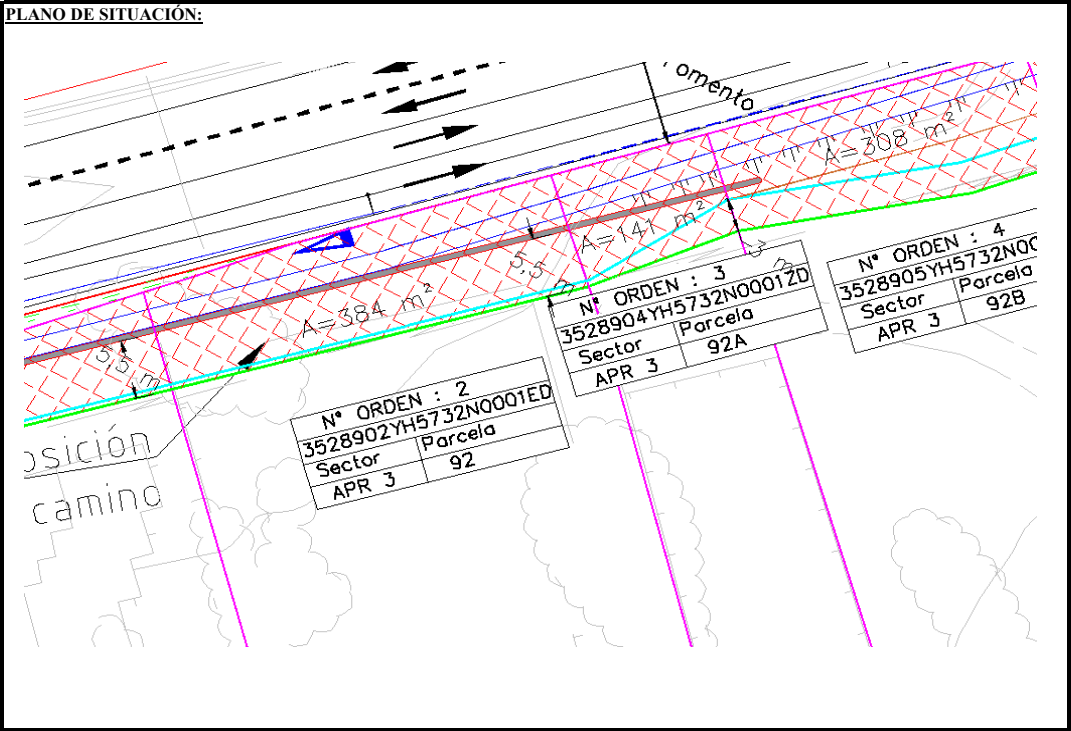 PLANO DE SITUACIÓN:
omento
A=308 m²
A=141 m²
5,5 m
3 m
A=384 m²
5,5 m
Nº ORDEN : 4
3528905YH5732N00
Sector Parcela
APR 3 92B
Nº ORDEN : 3
3528904YH5732N0001ZD
Sector Parcela
APR 3 92A
Nº ORDEN : 2
3528902YH5732N0001ED
Sector Parcela
APR 3 92
osición
camino